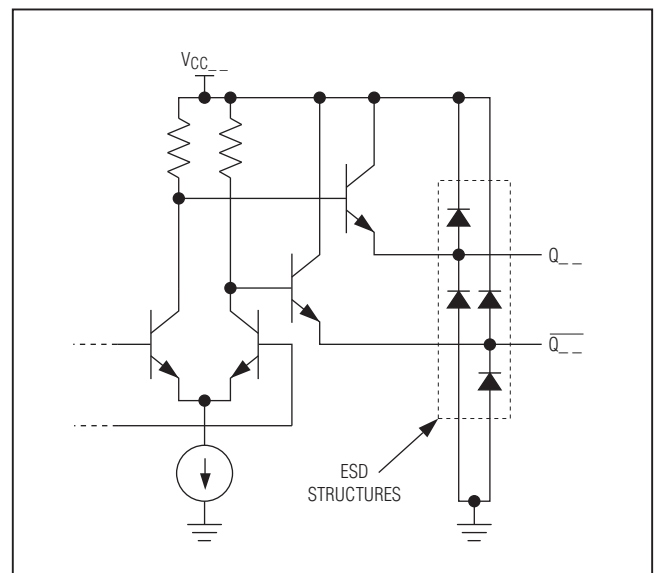 VCC_ _
Q_ _
Q_ _
ESD
STRUCTURES